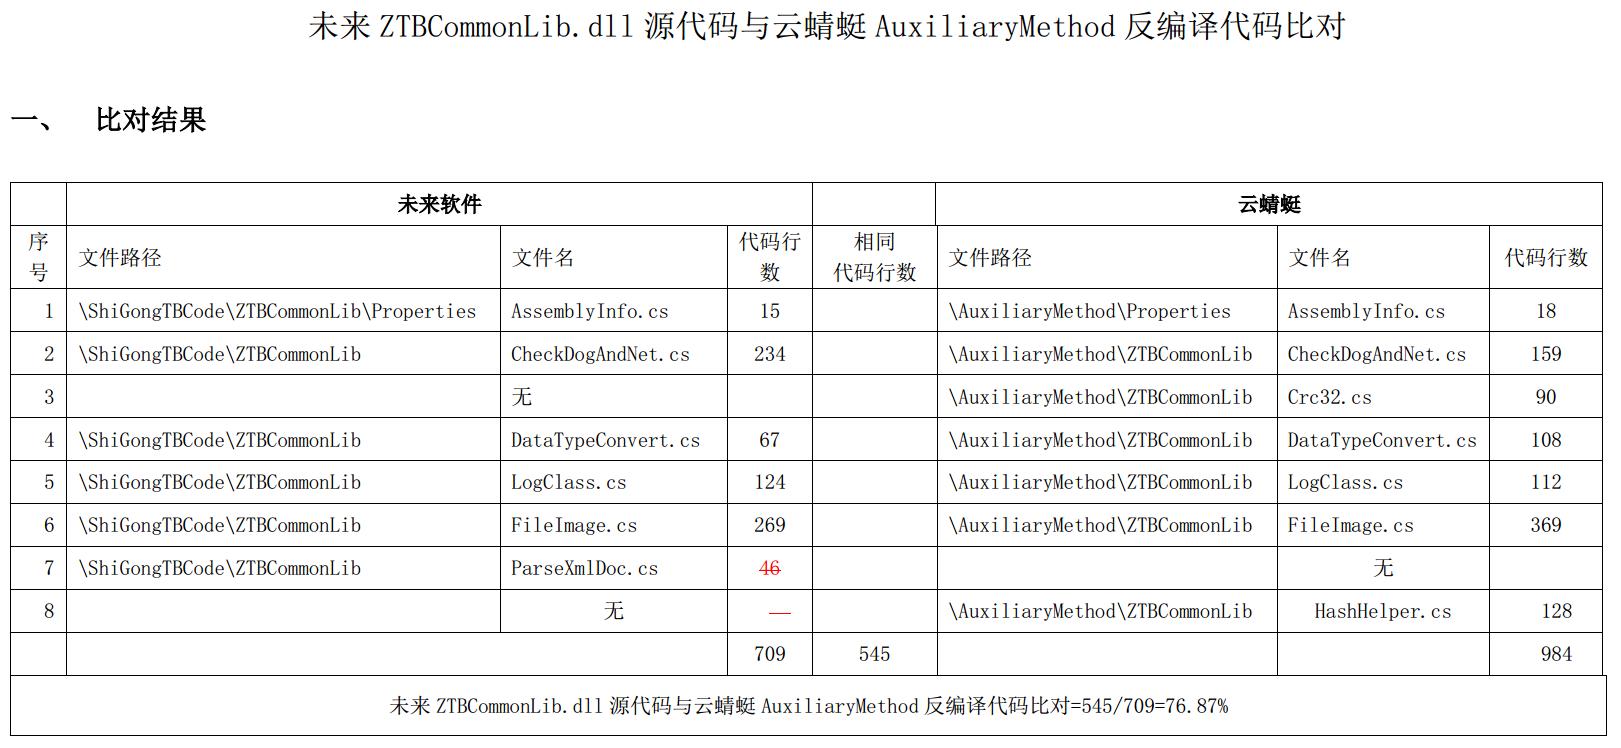 未来 ZTBCommonLib.dll 源代码与云蜻蜓 AuxiliaryMethod 反编译代码比对
一、 比对结果
未来软件 云蜻蜓
序号 文件路径 文件名 代码行数 相同代码行数 文件路径 文件名 代码行数
1 \ShiGongTBCode\ZTBCommonLib\Properties AssemblyInfo.cs 15 \AuxiliaryMethod\Properties AssemblyInfo.cs 18
2 \ShiGongTBCode\ZTBCommonLib CheckDogAndNet.cs 234 \AuxiliaryMethod\ZTBCommonLib CheckDogAndNet.cs 159
3 无 \AuxiliaryMethod\ZTBCommonLib Crc32.cs 90
4 \ShiGongTBCode\ZTBCommonLib DataTypeConvert.cs 67 \AuxiliaryMethod\ZTBCommonLib DataTypeConvert.cs 108
5 \ShiGongTBCode\ZTBCommonLib LogClass.cs 124 \AuxiliaryMethod\ZTBCommonLib LogClass.cs 112
6 \ShiGongTBCode\ZTBCommonLib FileImage.cs 269 \AuxiliaryMethod\ZTBCommonLib FileImage.cs 369
7 \ShiGongTBCode\ZTBCommonLib ParseXmlDoc.cs 46 无
8 无 \AuxiliaryMethod\ZTBCommonLib HashHelper.cs 128
709 545 984
未来 ZTBCommonLib.dll 源代码与云蜻蜓 AuxiliaryMethod 反编译代码比对=545/709=76.87%